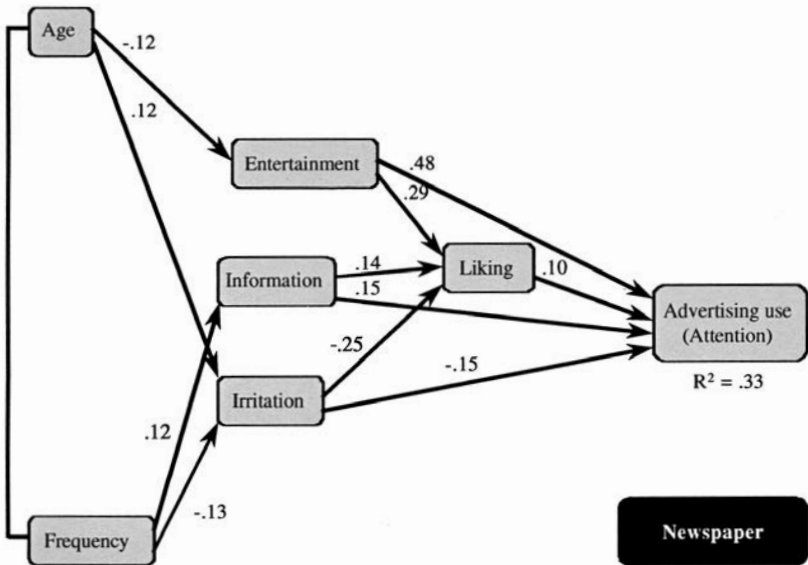 Age
-.12
.12
Entertainment
.48
.29
Information
.14
.15
Liking
.10
Advertising use
(Attention)
R² = .33
-.25
-.15
Irritation
.12
-.13
Frequency
Newspaper